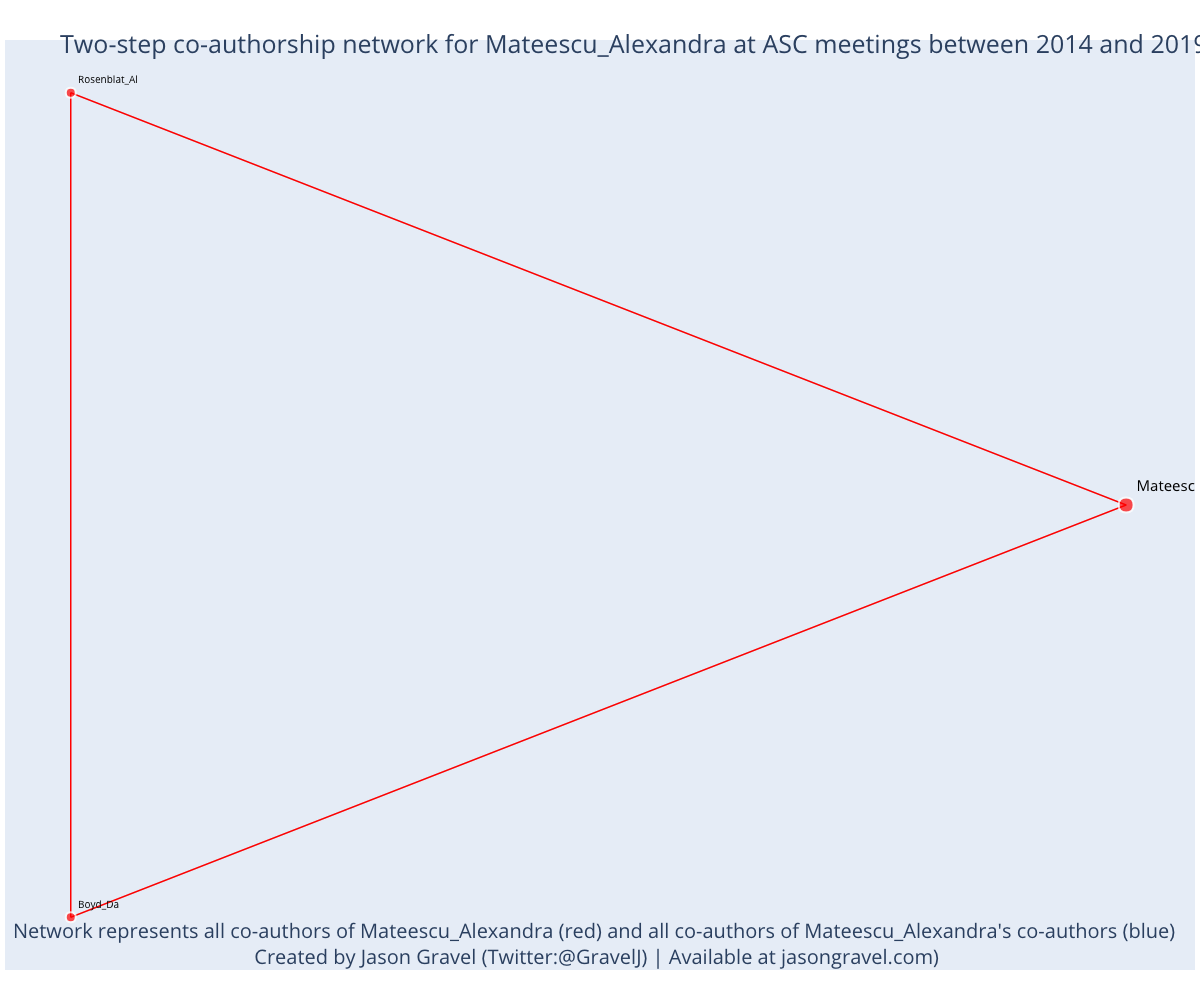 Two-step co-authorship network for Mateescu_Alexandra at ASC meetings between 2014 and 2019
Rosenblat_Al
Mateesc
Boyd_Da
Network represents all co-authors of Mateescu_Alexandra (red) and all co-authors of Mateescu_Alexandra's co-authors (blue)
Created by Jason Gravel (Twitter:@GravelJ) | Available at jasongravel.com)